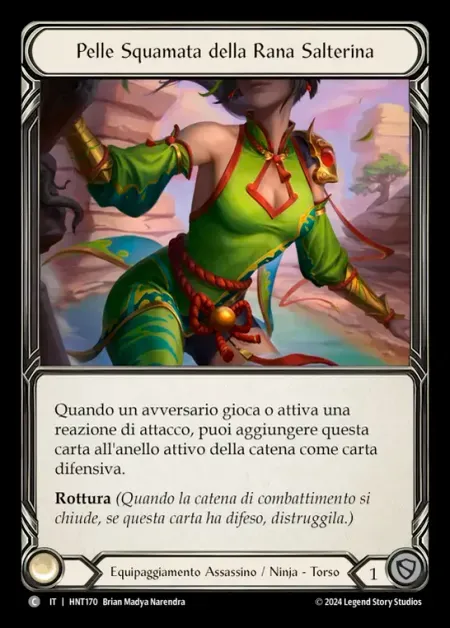 Pelle Squamata della Rana Salterina
Quando un avversario gioca o attiva una
reazione di attacco, puoi aggiungere questa
carta all'anello attivo della catena come carta
difensiva.
Rottura (Quando la catena di combattimento si
chiude, se questa carta ha difeso, distruggila.)
Equipaggiamento Assassino / Ninja - Torso
1
C IT | HNT170 Brian Madya Narendra
© 2024 Legend Story Studios